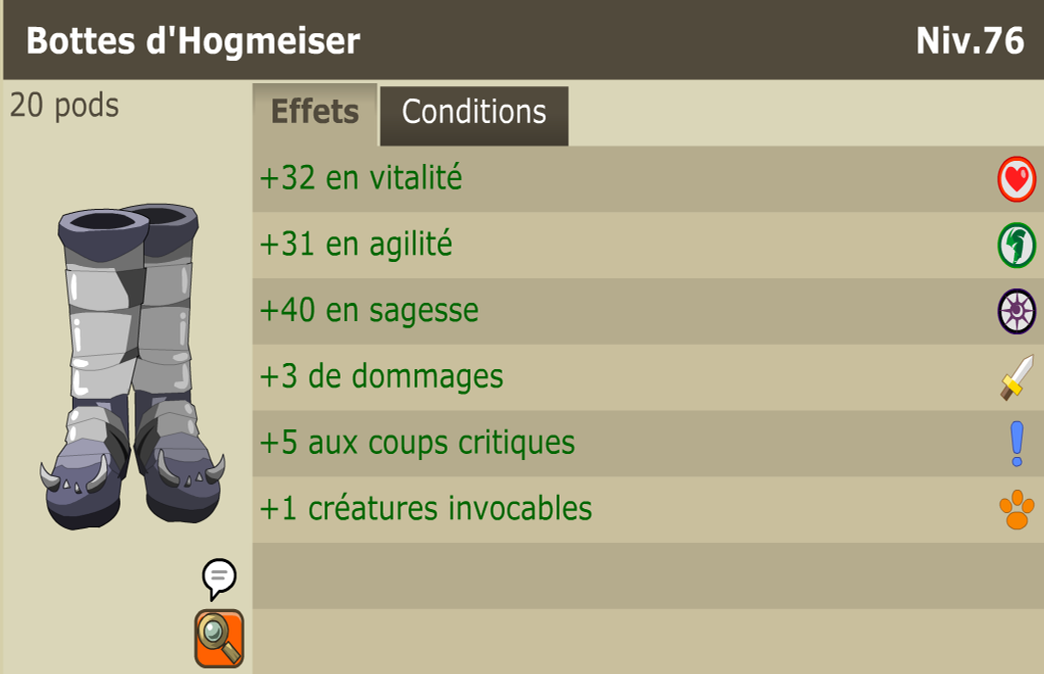 Bottes d'Hogmeiser
Niv.76
20 pods
Effets
Conditions
+32 en vitalité
+31 en agilité
+40 en sagesse
+3 de dommages
+5 aux coups critiques
+1 créatures invocables